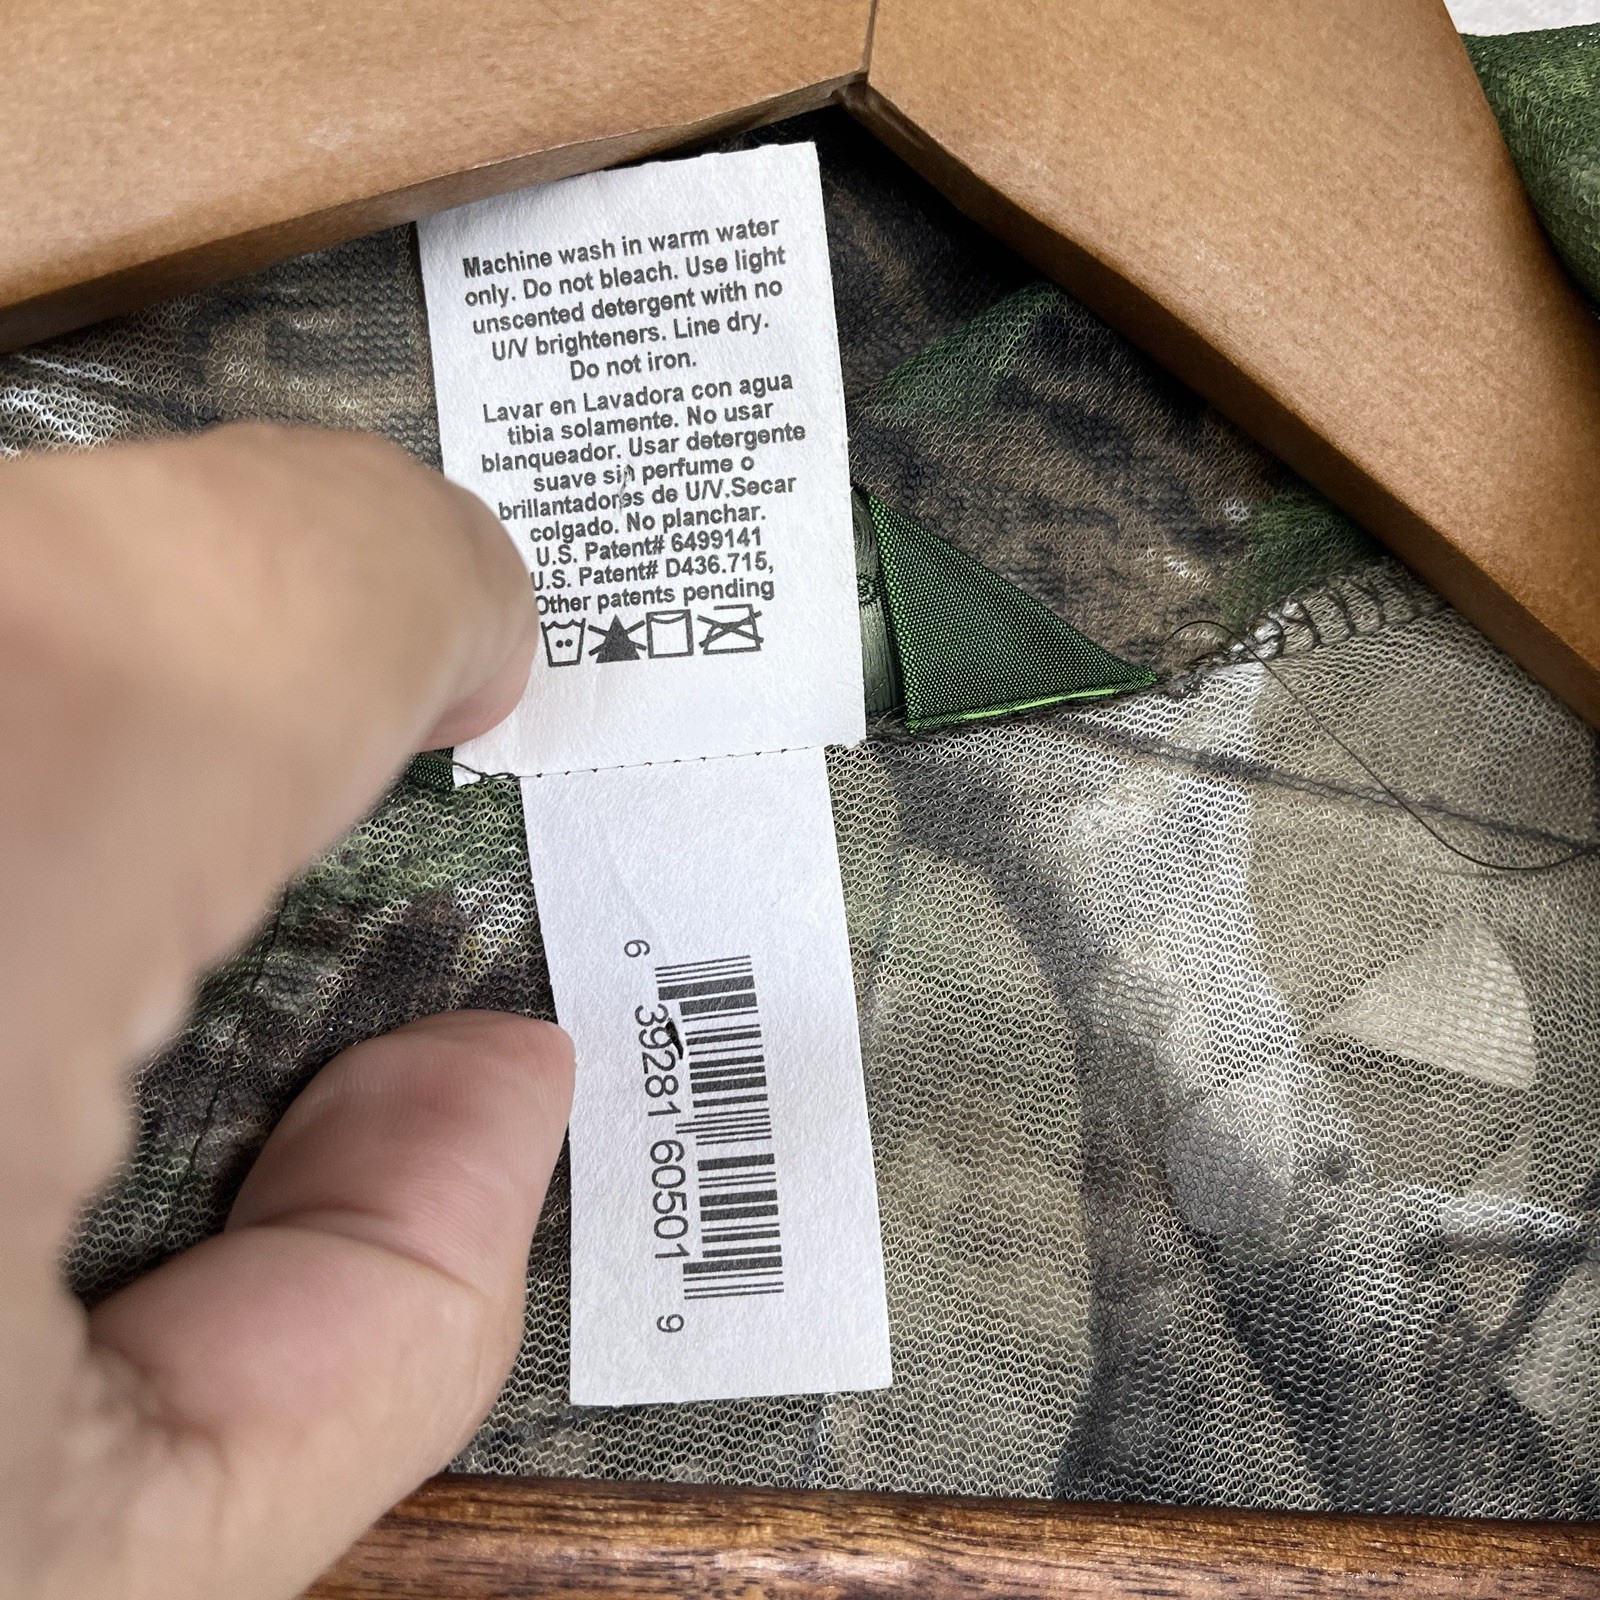 Machine wash in warm water
only. Do not bleach. Use light
unscented detergent with no
U/V brighteners. Line dry.
Do not iron.
Lavar en Lavadora con agua
tibia solamente. No usar
blanqueador. Usar detergente
suave sin perfume o
brillantadores de U/V.Secar
colgado. No planchar.
U.S. Patent# 6499141
U.S. Patent# D436.715,
Other patents pending
6 39281 60501 9